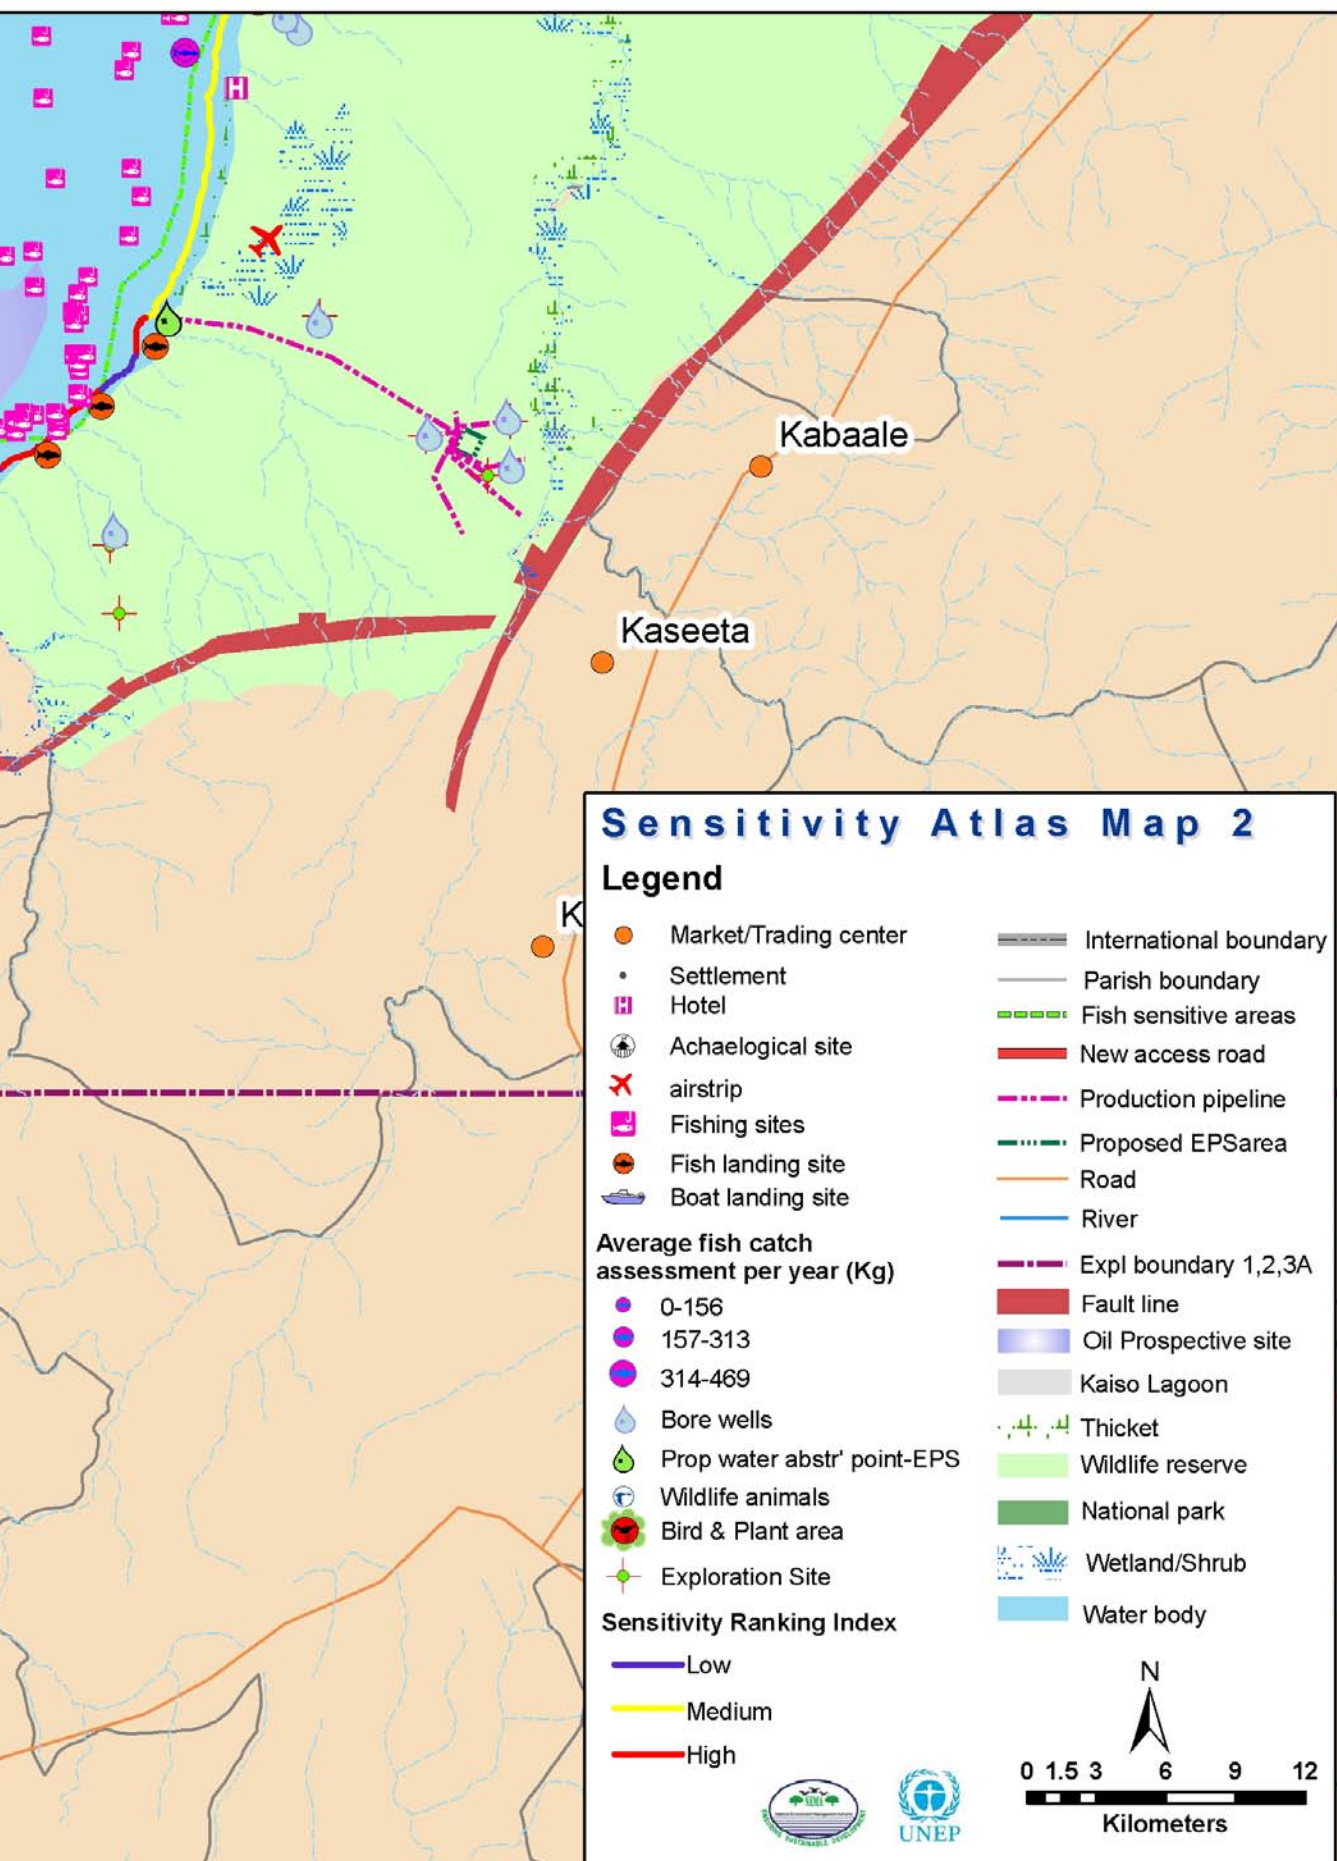 H
Kabaale
Kaseeta
K
Sensitivity Atlas Map 2
Legend
Market/Trading center
Settlement
H Hotel
Achaelogical site
airstrip
Fishing sites
Fish landing site
Boat landing site
Average fish catch
assessment per year (Kg)
0-156
157-313
314-469
Bore wells
Prop water abstr' point-EPS
Wildlife animals
Bird & Plant area
Exploration Site
Sensitivity Ranking Index
Low
Medium
High
International boundary
Parish boundary
Fish sensitive areas
New access road
Production pipeline
Proposed EPSarea
Road
River
Expl boundary 1,2,3A
Fault line
Oil Prospective site
Kaiso Lagoon
Thicket
Wildlife reserve
National park
Wetland/Shrub
Water body
N
0 1.5 3 6 9 12
Kilometers
NEMA
ENSURING SUSTAINABLE DEVELOPMENT
UNEP